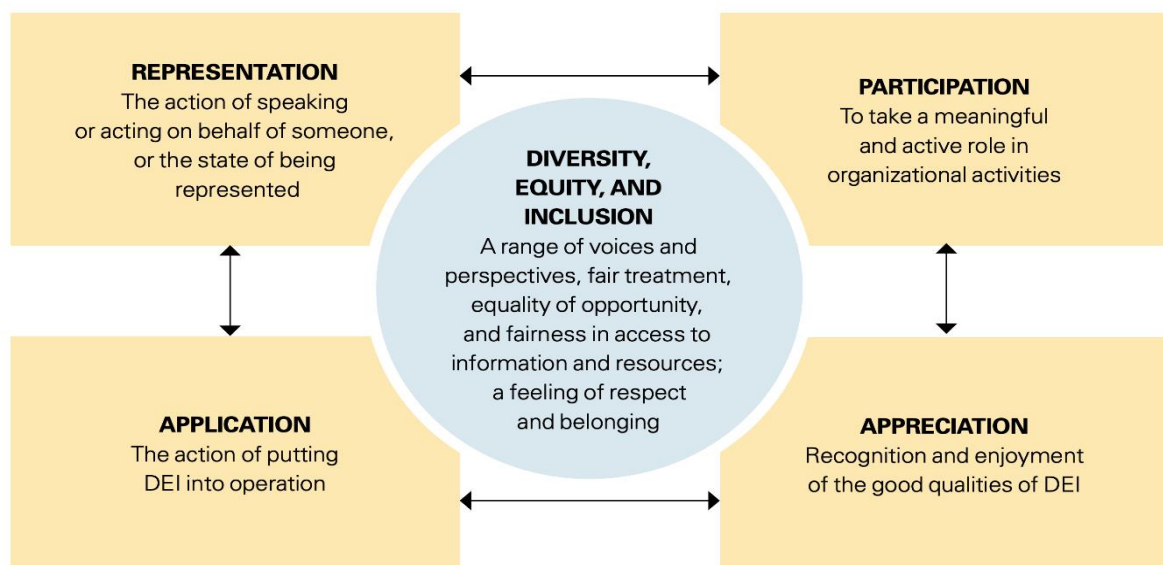 REPRESENTATION
The action of speaking
or acting on behalf of someone,
or the state of being
represented
PARTICIPATION
To take a meaningful
and active role in
organizational activities
DIVERSITY,
EQUITY, AND
INCLUSION
A range of voices and
perspectives, fair treatment,
equality of opportunity,
and fairness in access to
information and resources;
a feeling of respect
and belonging
APPLICATION
The action of putting
DEI into operation
APPRECIATION
Recognition and enjoyment
of the good qualities of DEI